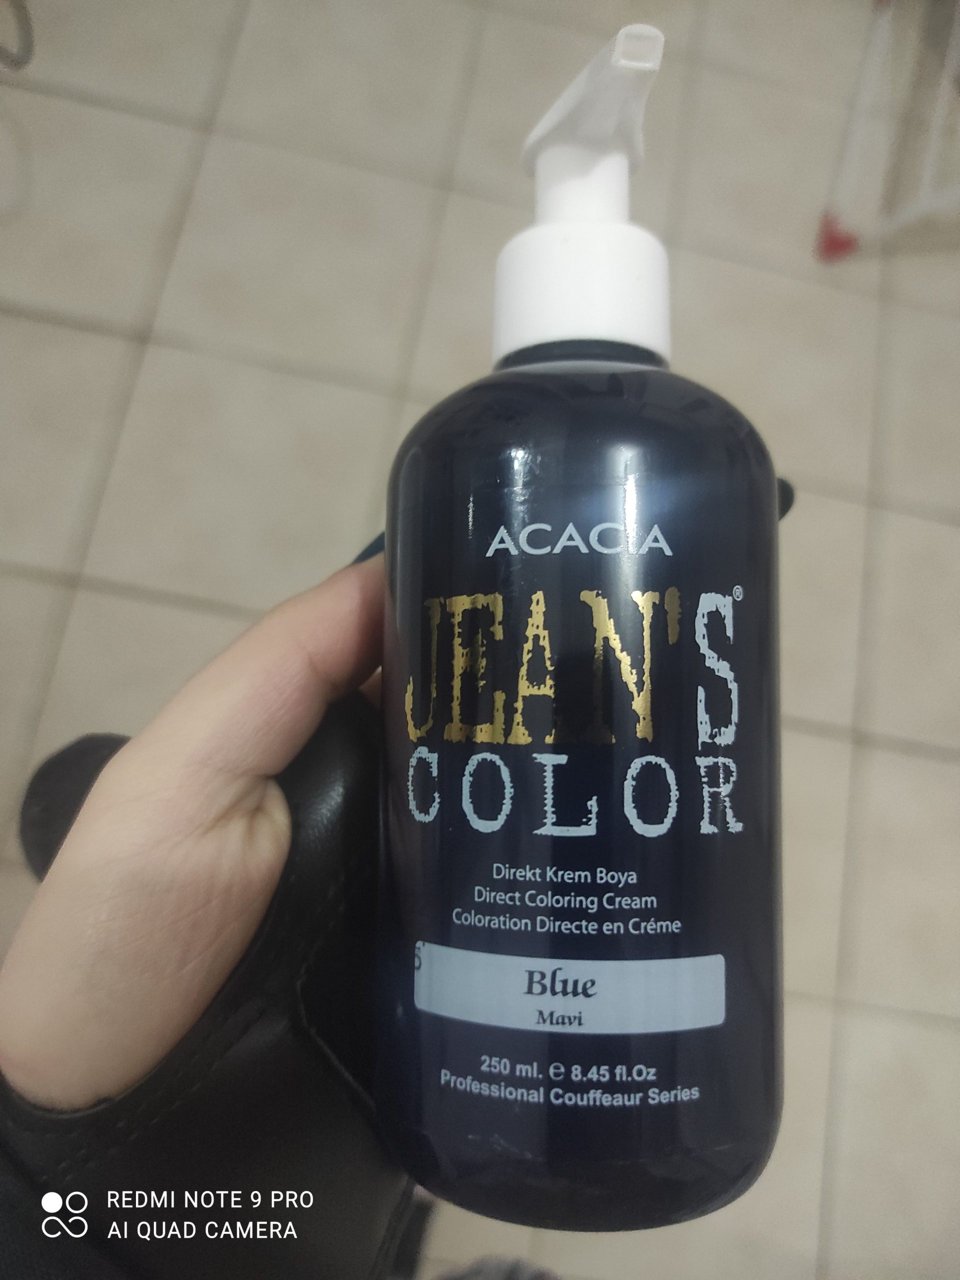 ACACIA
JEAN'S®
COLOR
Direkt Krem Boya
Direct Coloring Cream
Coloration Directe en Créme
Blue
Mavi
250 ml. ℮ 8.45 fl.Oz
Professional Couffeaur Series
REDMI NOTE 9 PRO
AI QUAD CAMERA